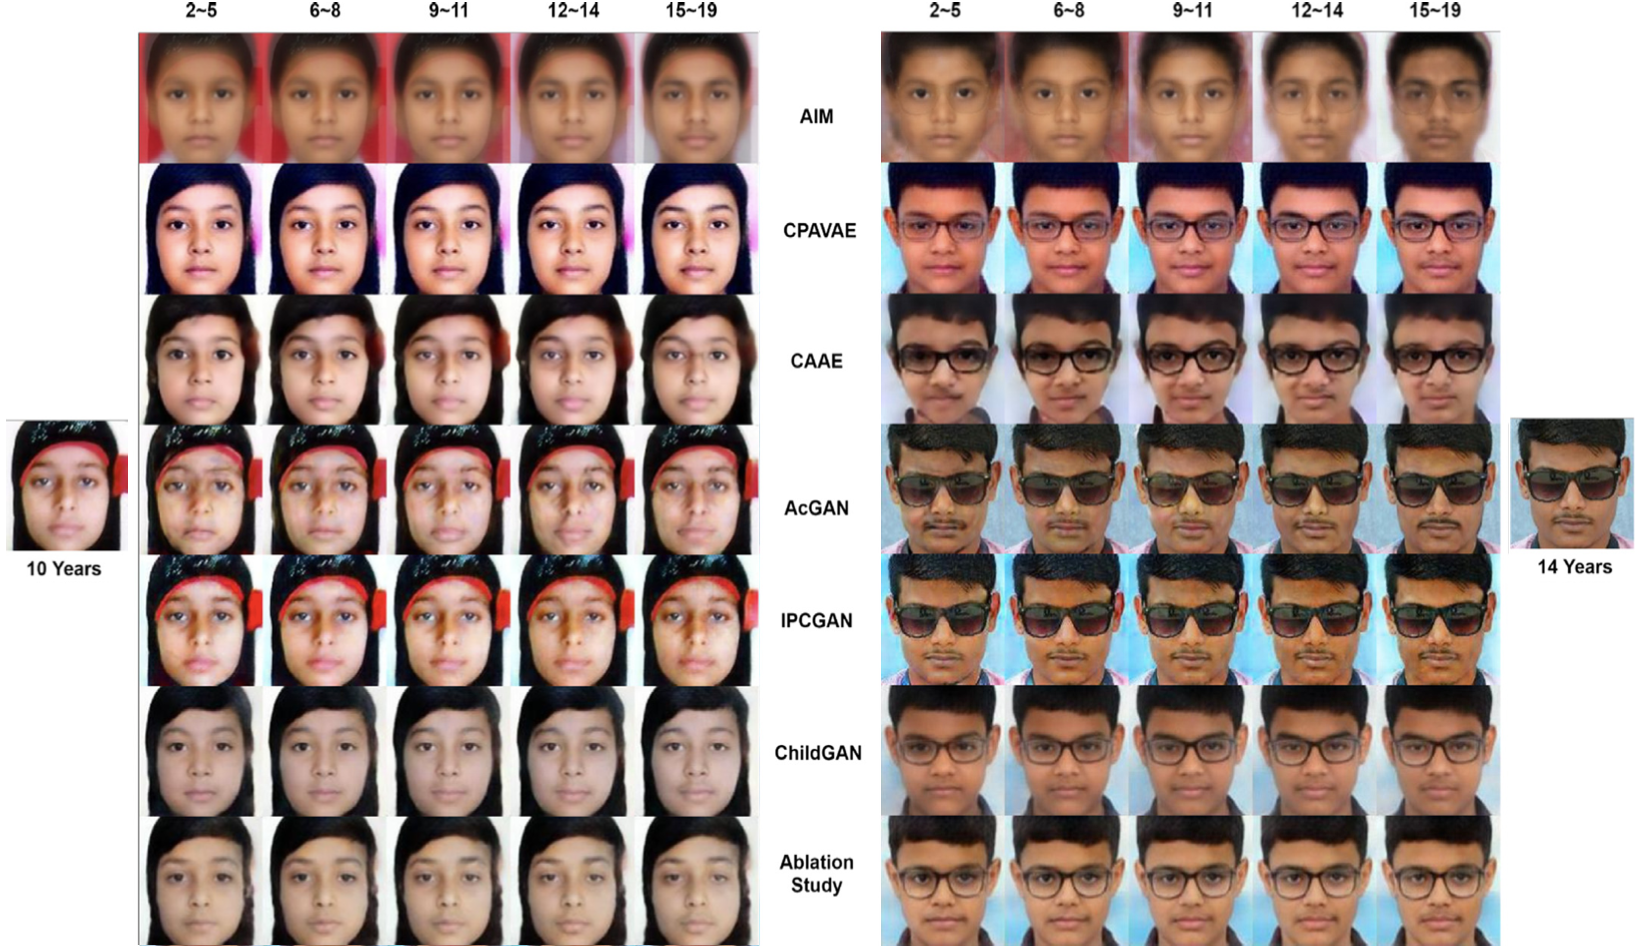 2~5 6~8 9~11 12~14 15~19 2~5 6~8 9~11 12~14 15~19
AIM
CPAVAE
CAAE
AcGAN
10 Years
14 Years
IPCGAN
ChildGAN
Ablation
Study